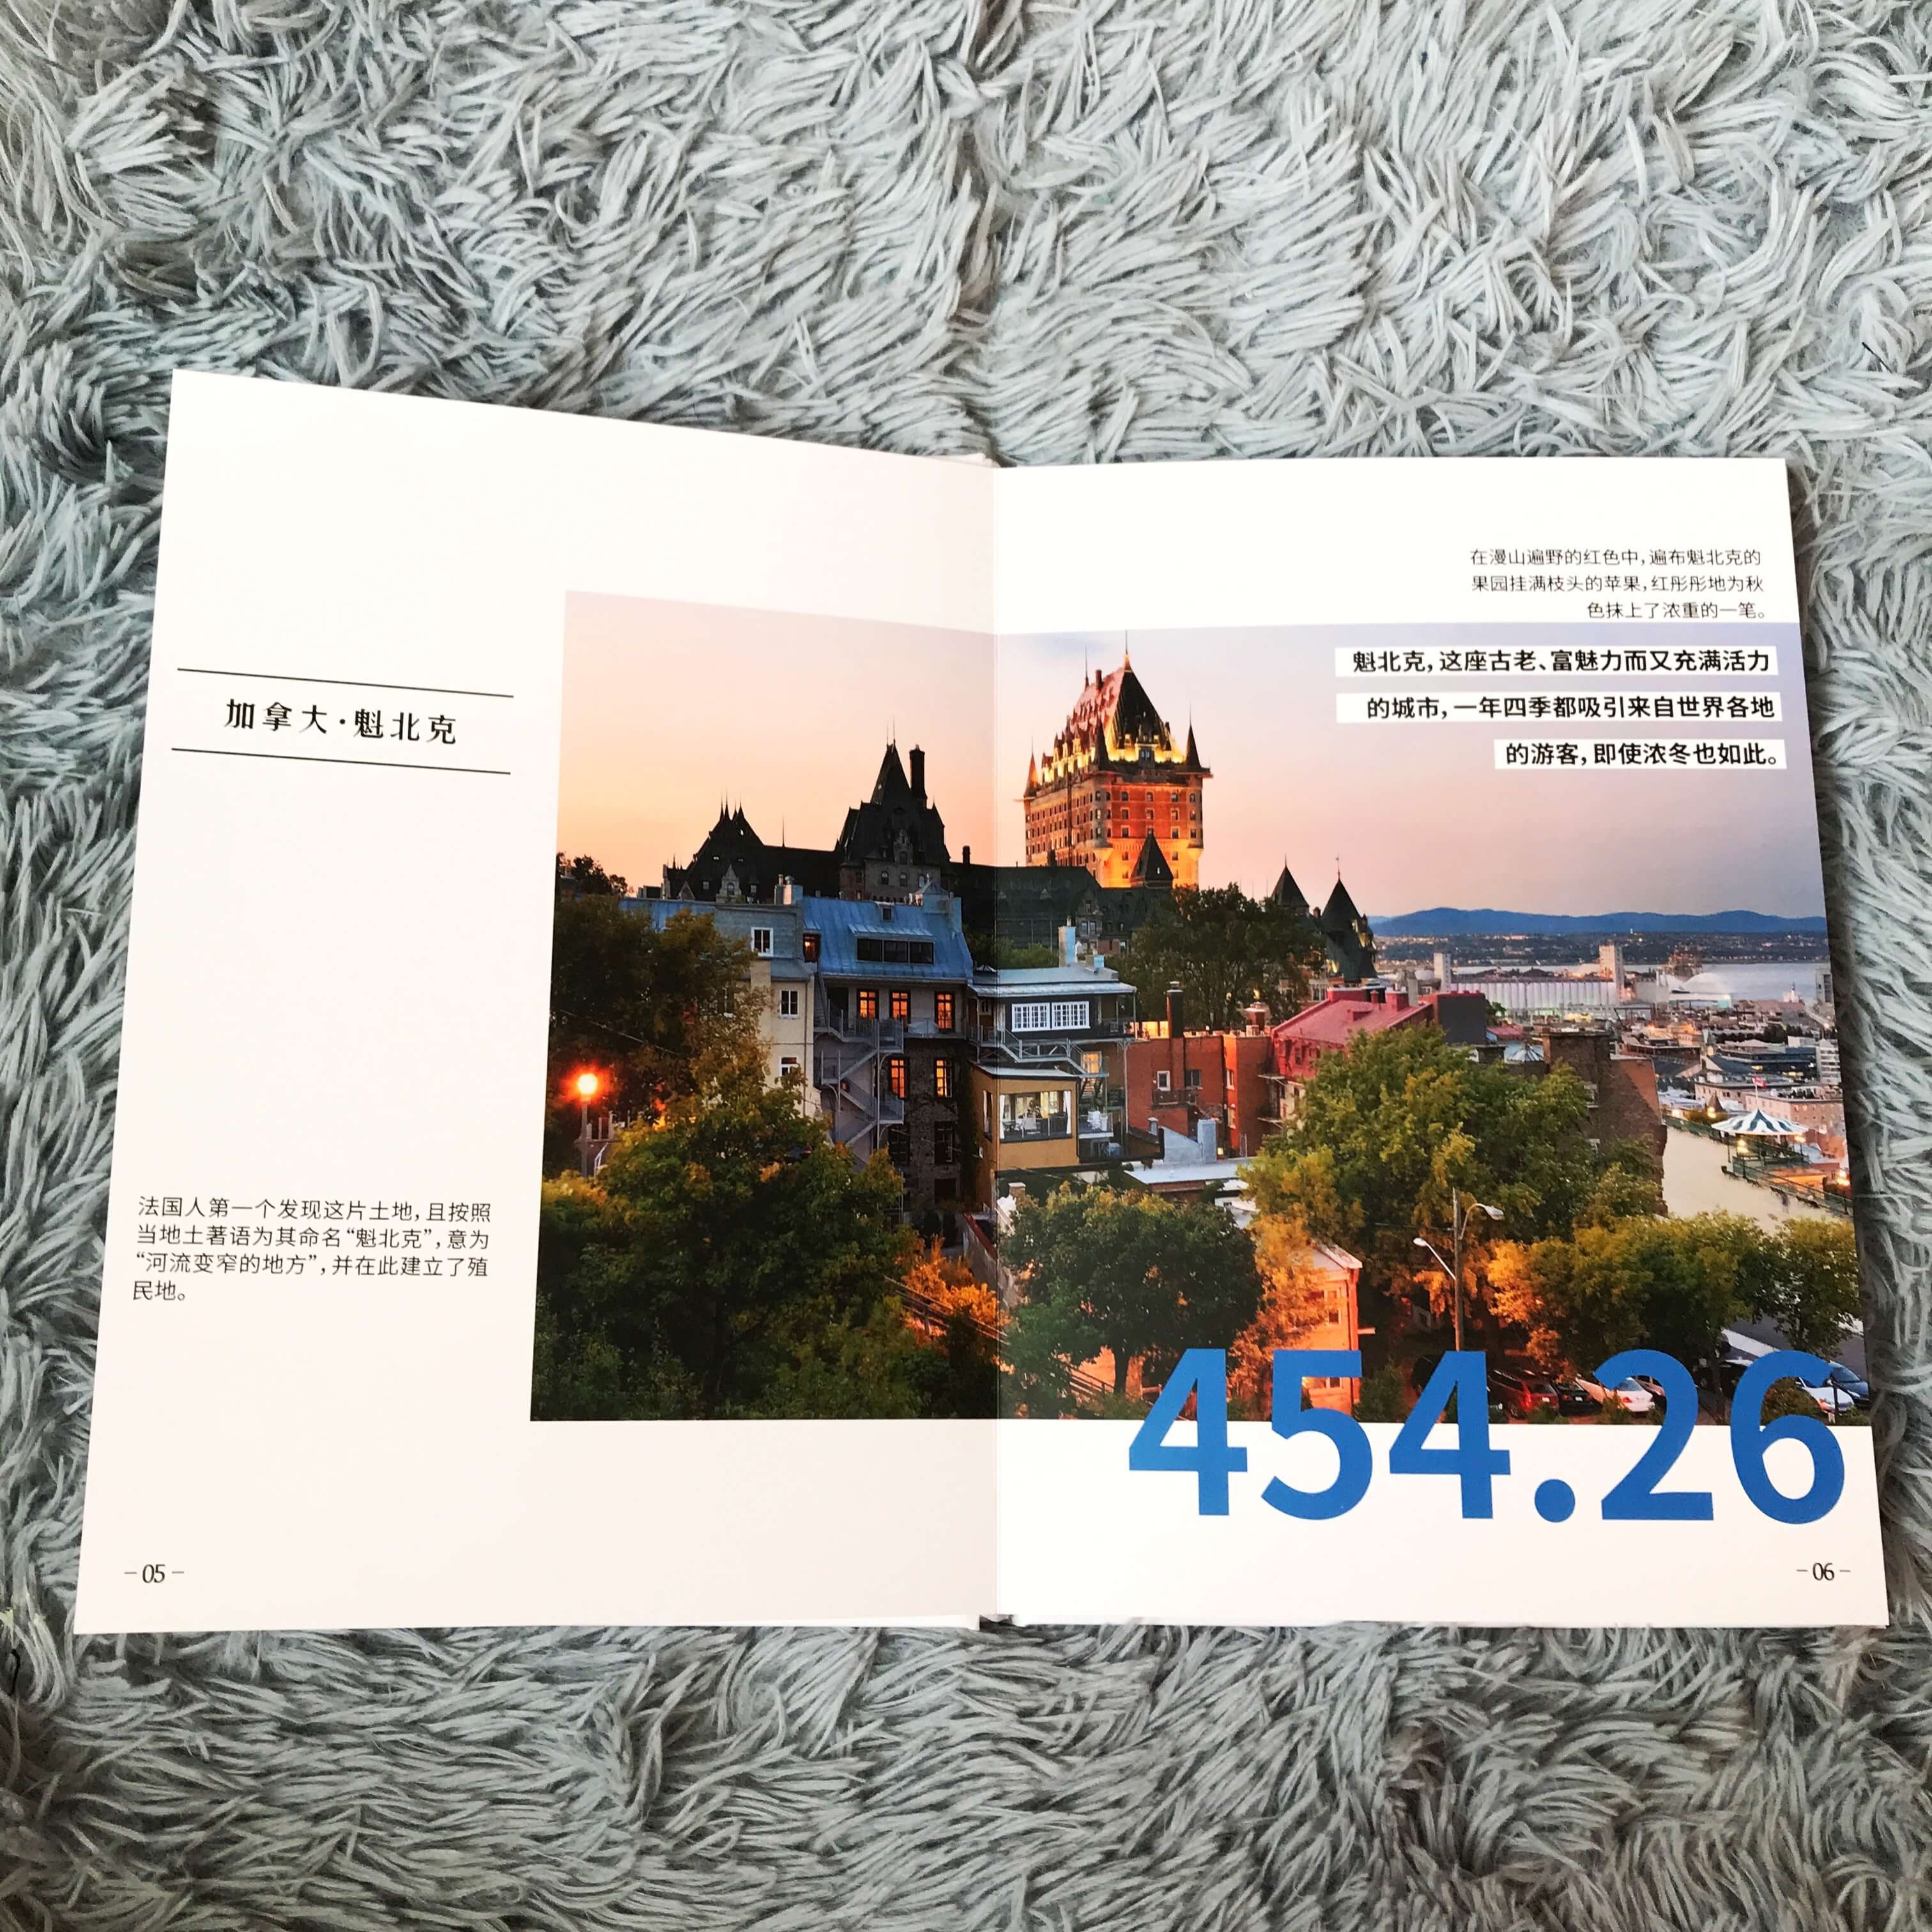 加拿大·魁北克
法国人第一个发现这片土地,且按照
当地土著语为其命名“魁北克”,意为
“河流变窄的地方”,并在此建立了殖
民地。
-05-
在漫山遍野的红色中,遍布魁北克的
果园挂满枝头的苹果,红彤彤地为秋
色抹上了浓重的一笔。
魁北克,这座古老、富魅力而又充满活力
的城市,一年四季都吸引来自世界各地
的游客,即使浓冬也如此。
454.26
-06-